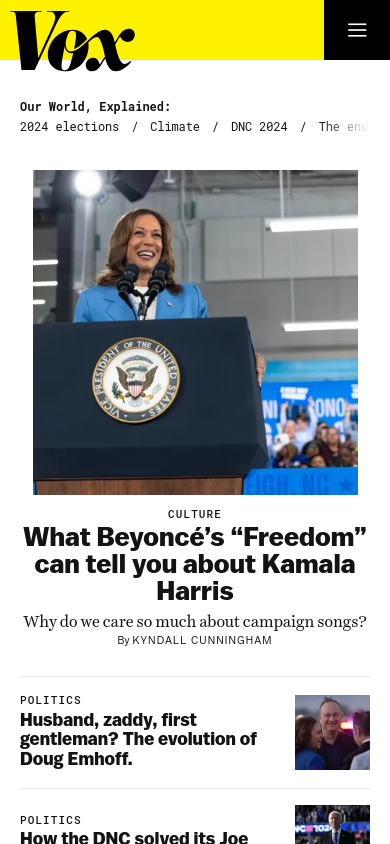 Vox
Our World, Explained:
2024 elections / Climate / DNC 2024 / The end
VICE PRESIDENT OF THE
UNITED STATES
EIGH, NC ★
CULTURE
What Beyoncé’s “Freedom”
can tell you about Kamala
Harris
Why do we care so much about campaign songs?
By KYNDALL CUNNINGHAM
POLITICS
Husband, zaddy, first
gentleman? The evolution of
Doug Emhoff.
POLITICS
How the DNC solved its Joe